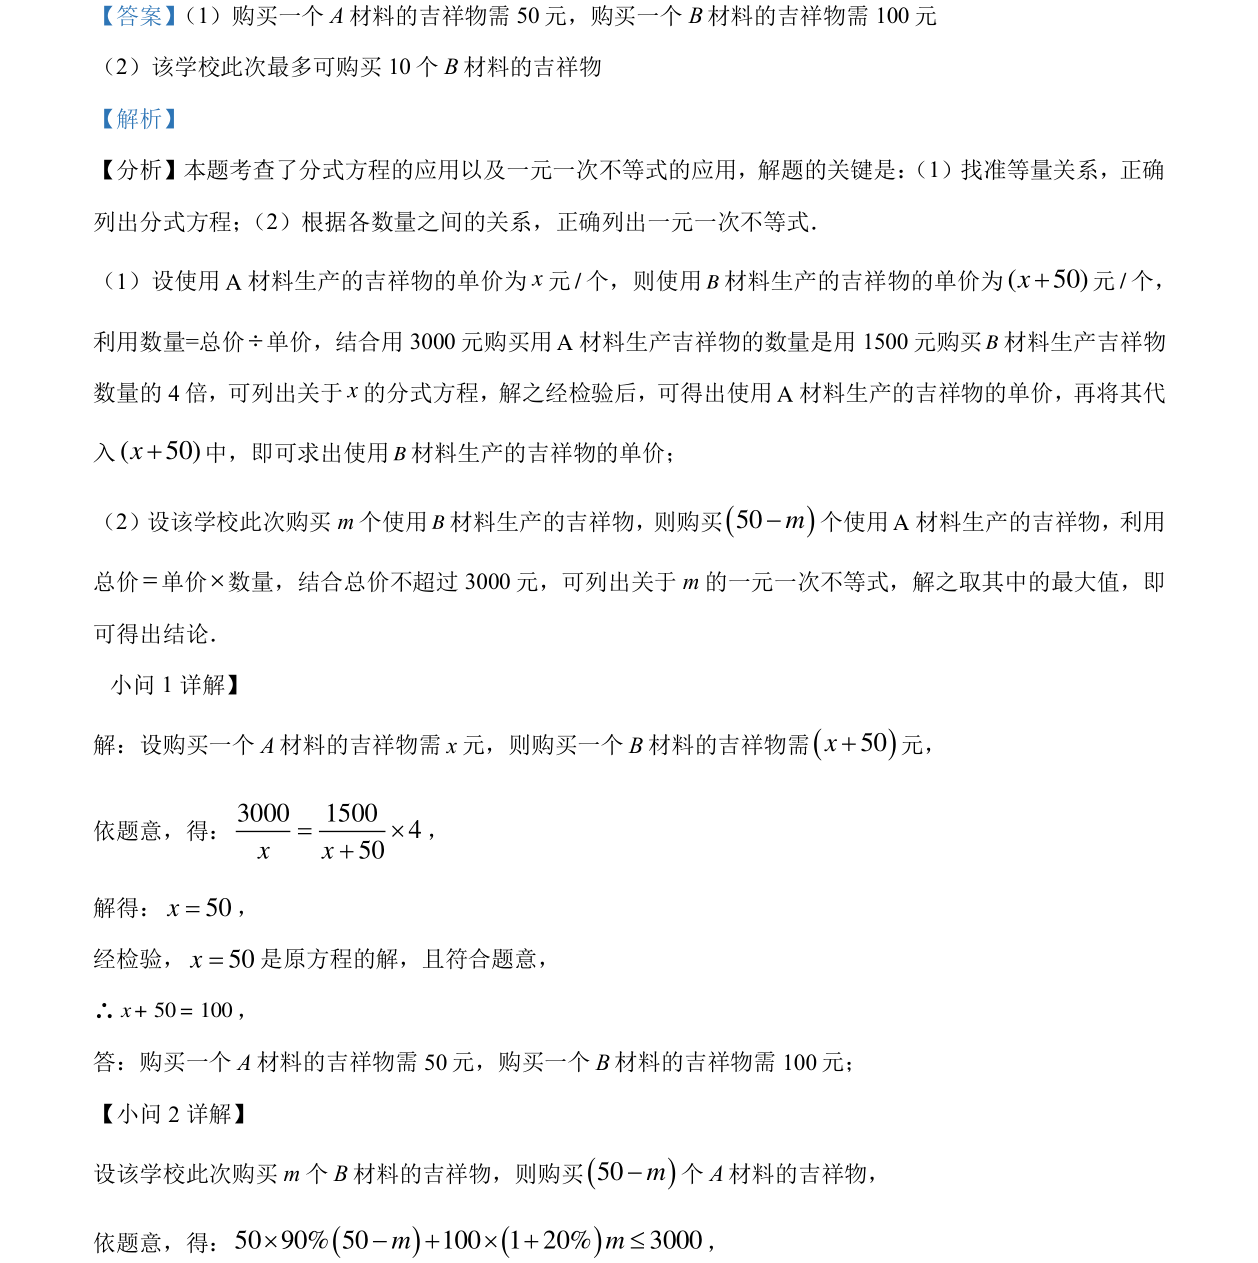 【答案】（1）购买一个 A 材料的吉祥物需 50 元，购买一个 B 材料的吉祥物需 100 元
（2）该学校此次最多可购买 10 个 B 材料的吉祥物
【解析】
【分析】本题考查了分式方程的应用以及一元一次不等式的应用，解题的关键是：（1）找准等量关系，正确
列出分式方程；（2）根据各数量之间的关系，正确列出一元一次不等式．
（1）设使用 A 材料生产的吉祥物的单价为 x 元 / 个，则使用 B 材料生产的吉祥物的单价为 (x+50) 元 / 个，
利用数量=总价÷单价，结合用 3000 元购买用 A 材料生产吉祥物的数量是用 1500 元购买 B 材料生产吉祥物
数量的 4 倍，可列出关于 x 的分式方程，解之经检验后，可得出使用 A 材料生产的吉祥物的单价，再将其代
入 (x+50) 中，即可求出使用 B 材料生产的吉祥物的单价；
（2）设该学校此次购买 m 个使用 B 材料生产的吉祥物，则购买 (50−m) 个使用 A 材料生产的吉祥物，利用
总价=单价×数量，结合总价不超过 3000 元，可列出关于 m 的一元一次不等式，解之取其中的最大值，即
可得出结论．
小问 1 详解】
解：设购买一个 A 材料的吉祥物需 x 元，则购买一个 B 材料的吉祥物需 (x+50) 元，
依题意，得：3000/x = 1500/(x+50) ×4，
解得：x=50，
经检验，x=50 是原方程的解，且符合题意，
∴ x+ 50= 100，
答：购买一个 A 材料的吉祥物需 50 元，购买一个 B 材料的吉祥物需 100 元；
【小问 2 详解】
设该学校此次购买 m 个 B 材料的吉祥物，则购买 (50−m) 个 A 材料的吉祥物，
依题意，得：50×90%(50−m)+100×(1+20%)m≤3000，